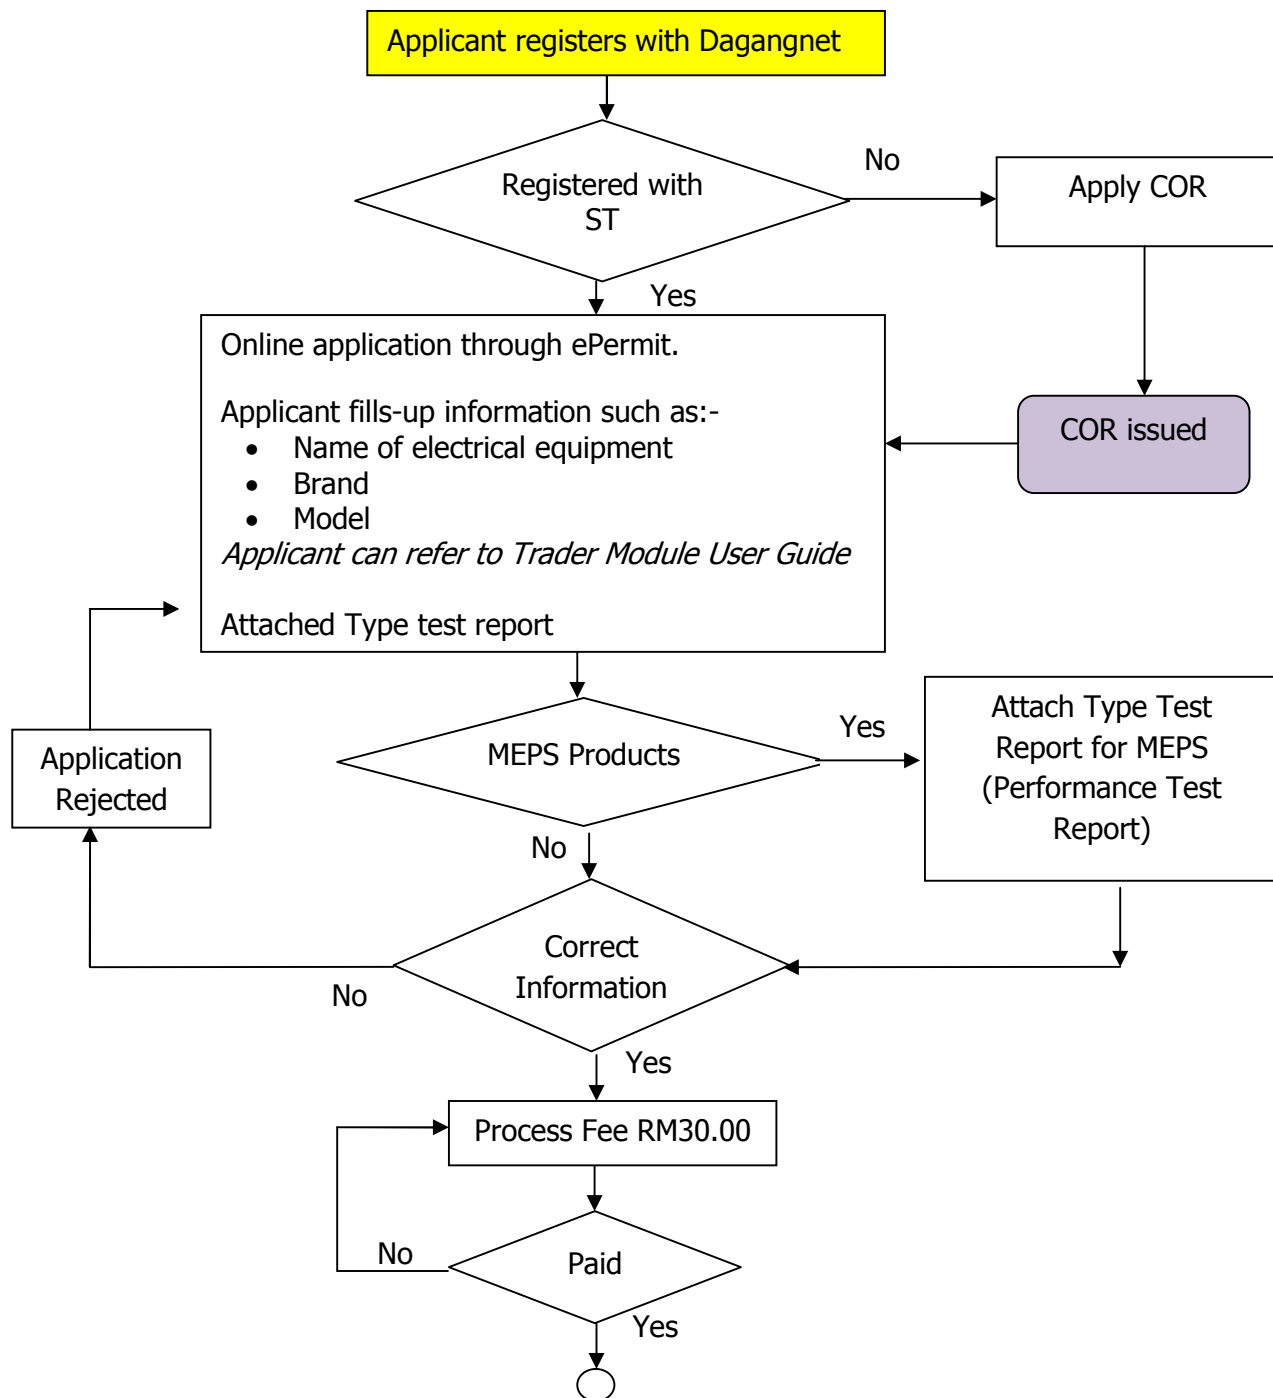 Applicant registers with Dagangnet
No
Registered with
ST
Apply COR
Yes
Online application through ePermit.
Applicant fills-up information such as:-
• Name of electrical equipment
• Brand
• Model
Applicant can refer to Trader Module User Guide
Attached Type test report
COR issued
MEPS Products
Yes
Attach Type Test
Report for MEPS
(Performance Test
Report)
Application
Rejected
No
Correct
Information
No
Yes
Process Fee RM30.00
No
Paid
Yes